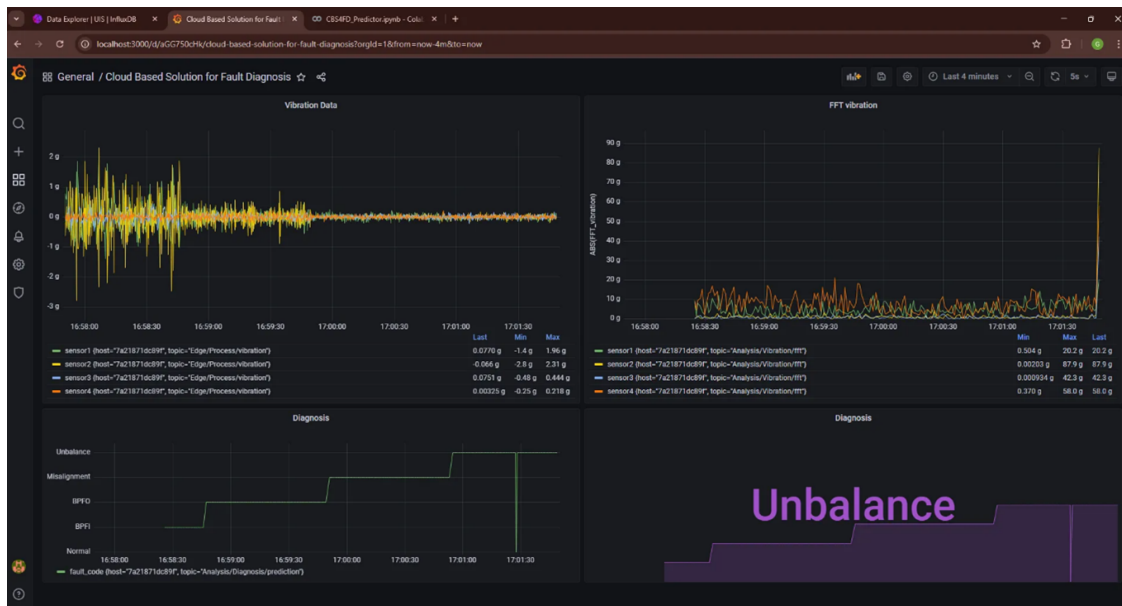 Data Explorer | UIS | InfluxDB
Cloud Based Solution for Fault
CBS4FD_Predictor.ipynb - Colab
localhost:3000/d/aGG750cHk/cloud-based-solution-for-fault-diagnosis?orgId=1&from=now-4m&to=now
General / Cloud Based Solution for Fault Diagnosis
Last 4 minutes
5s
Vibration Data
2 g
1 g
0 g
-1 g
-2 g
-3 g
16:58:00 16:58:30 16:59:00 16:59:30 17:00:00 17:00:30 17:01:00 17:01:30
Last Min Max
sensor1 {host="7a21871dc89f", topic="Edge/Process/vibration"} 0.0770 g -1.4 g 1.96 g
sensor2 {host="7a21871dc89f", topic="Edge/Process/vibration"} -0.066 g -2.8 g 2.31 g
sensor3 {host="7a21871dc89f", topic="Edge/Process/vibration"} 0.0751 g -0.48 g 0.444 g
sensor4 {host="7a21871dc89f", topic="Edge/Process/vibration"} 0.00325 g -0.25 g 0.218 g
FFT vibration
ABS(FFT_vibration)
90 g
80 g
70 g
60 g
50 g
40 g
30 g
20 g
10 g
0 g
16:58:00 16:58:30 16:59:00 16:59:30 17:00:00 17:00:30 17:01:00 17:01:30
Min Max Last
sensor1 {host="7a21871dc89f", topic="Analysis/Vibration/fft"} 0.504 g 20.2 g 20.2 g
sensor2 {host="7a21871dc89f", topic="Analysis/Vibration/fft"} 0.00203 g 87.9 g 87.9 g
sensor3 {host="7a21871dc89f", topic="Analysis/Vibration/fft"} 0.000934 g 42.3 g 42.3 g
sensor4 {host="7a21871dc89f", topic="Analysis/Vibration/fft"} 0.370 g 58.0 g 58.0 g
Diagnosis
Unbalance
Misalignment
BPFO
BPFI
Normal
16:58:00 16:58:30 16:59:00 16:59:30 17:00:00 17:00:30 17:01:00 17:01:30
fault_code {host="7a21871dc89f", topic="Analysis/Diagnosis/prediction"}
Diagnosis
Unbalance